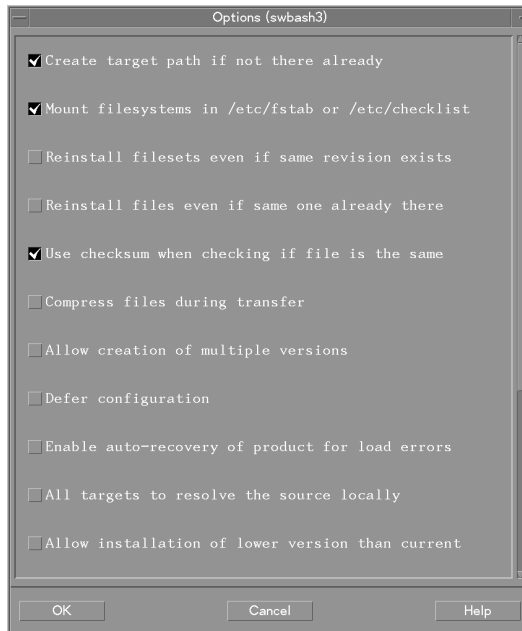 Options (swbash3)
Create target path if not there already
Mount filesystems in /etc/fstab or /etc/checklist
Reinstall filesets even if same revision exists
Reinstall files even if same one already there
Use checksum when checking if file is the same
Compress files during transfer
Allow creation of multiple versions
Defer configuration
Enable auto-recovery of product for load errors
All targets to resolve the source locally
Allow installation of lower version than current
OK Cancel Help